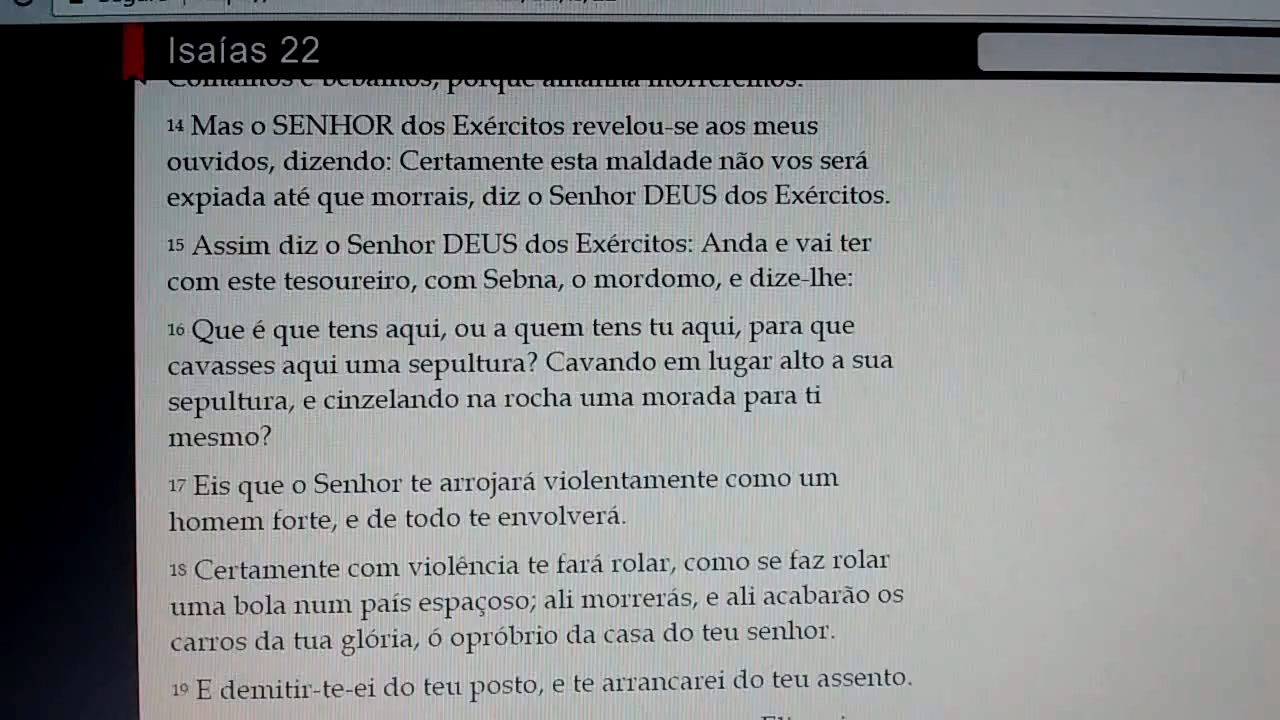 Isaías 22
Comamos e bebamos, porque amanhã morreremos.
14 Mas o SENHOR dos Exércitos revelou-se aos meus
ouvidos, dizendo: Certamente esta maldade não vos será
expiada até que morrais, diz o Senhor DEUS dos Exércitos.
15 Assim diz o Senhor DEUS dos Exércitos: Anda e vai ter
com este tesoureiro, com Sebna, o mordomo, e dize-lhe:
16 Que é que tens aqui, ou a quem tens tu aqui, para que
cavasses aqui uma sepultura? Cavando em lugar alto a sua
sepultura, e cinzelando na rocha uma morada para ti
mesmo?
17 Eis que o Senhor te arrojará violentamente como um
homem forte, e de todo te envolverá.
18 Certamente com violência te fará rolar, como se faz rolar
uma bola num país espaçoso; ali morrerás, e ali acabarão os
carros da tua glória, ó opróbrio da casa do teu senhor.
19 E demitir-te-ei do teu posto, e te arrancarei do teu assento.